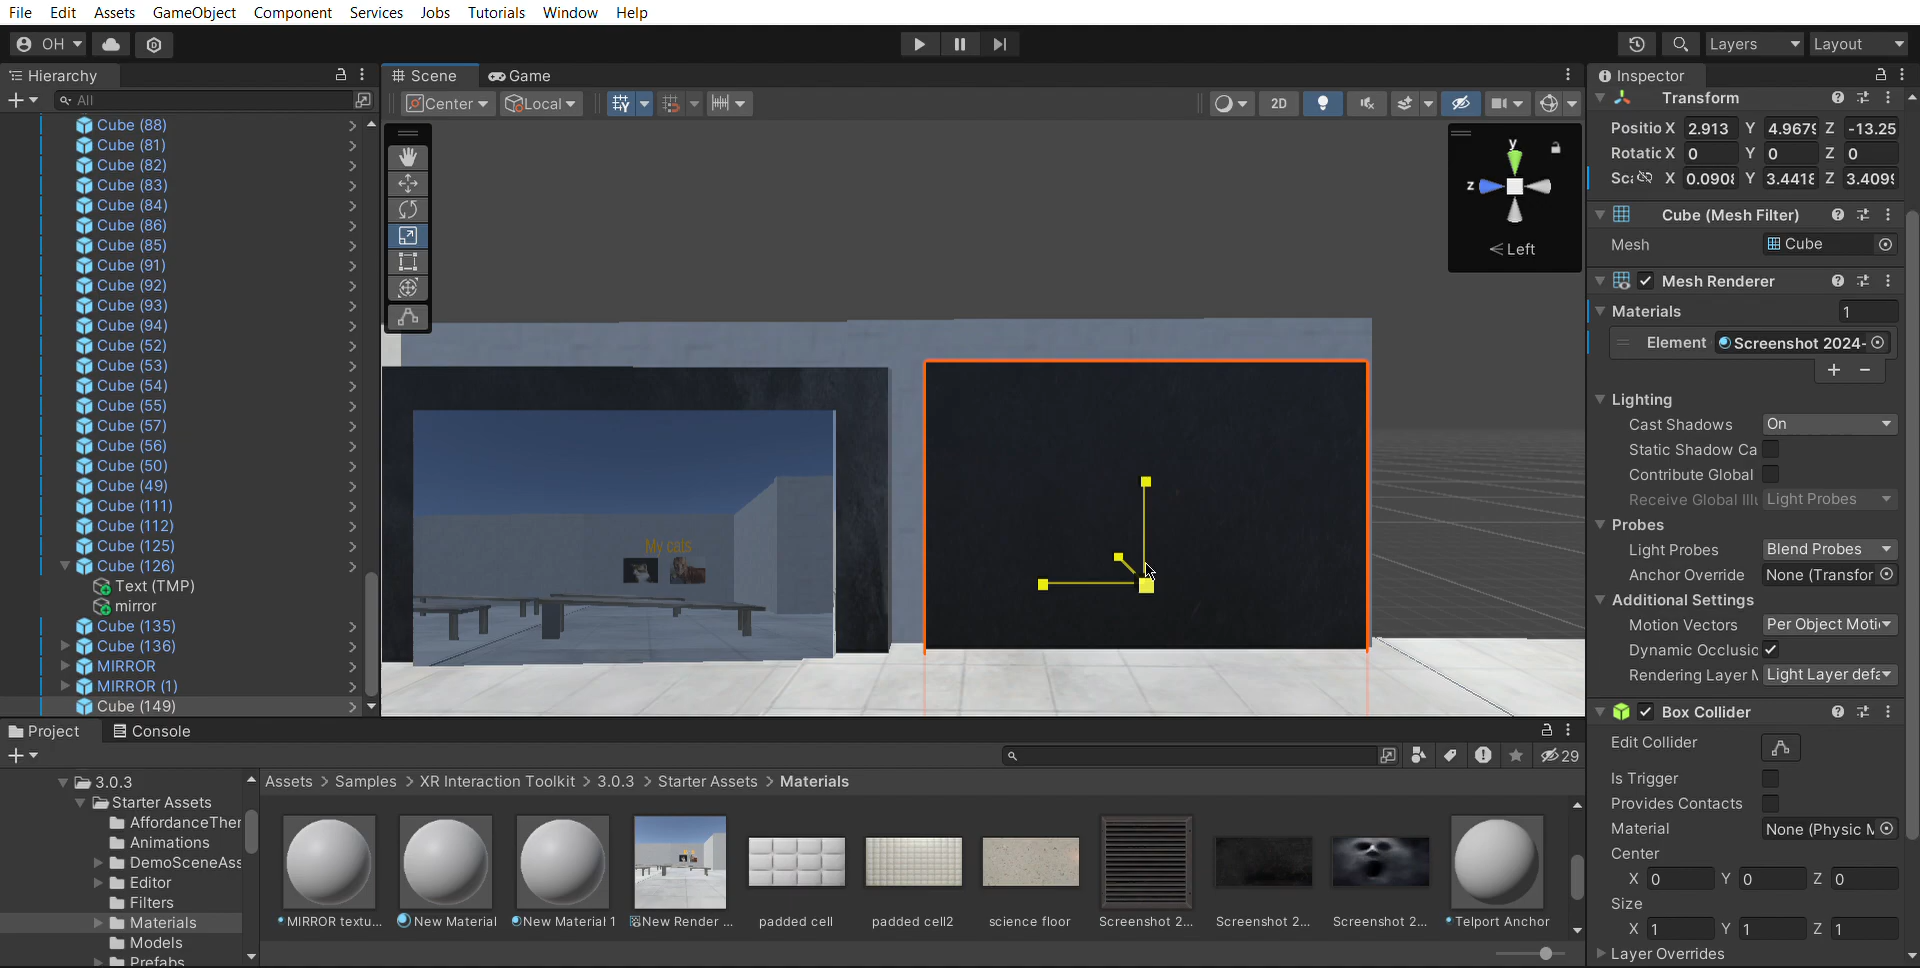 File Edit Assets GameObject Component Services Jobs Tutorials Window Help
OH Layers Layout
Hierarchy
All
Cube (88)
Cube (81)
Cube (82)
Cube (83)
Cube (84)
Cube (86)
Cube (85)
Cube (91)
Cube (92)
Cube (93)
Cube (94)
Cube (52)
Cube (53)
Cube (54)
Cube (55)
Cube (57)
Cube (56)
Cube (50)
Cube (49)
Cube (111)
Cube (112)
Cube (125)
Cube (126)
Text (TMP)
mirror
Cube (135)
Cube (136)
MIRROR
MIRROR (1)
Cube (149)
Scene Game
Center Local 2D
y
z
Left
My cats
Inspector
Transform
Positio X 2.913 Y 4.9679 Z -13.25
Rotatic X 0 Y 0 Z 0
Sc X 0.0908 Y 3.4418 Z 3.4099
Cube (Mesh Filter)
Mesh Cube
Mesh Renderer
Materials 1
Element Screenshot 2024-
+ −
Lighting
Cast Shadows On
Static Shadow Ca
Contribute Global
Receive Global Illu Light Probes
Probes
Light Probes Blend Probes
Anchor Override None (Transfor
Additional Settings
Motion Vectors Per Object Moti
Dynamic Occlusic
Rendering Layer M Light Layer defa
Box Collider
Edit Collider
Is Trigger
Provides Contacts
Material None (Physic M
Center
X 0 Y 0 Z 0
Size
X 1 Y 1 Z 1
Layer Overrides
Project Console
29
3.0.3
Starter Assets
AffordanceTher
Animations
DemoSceneAss
Editor
Filters
Materials
Models
Prefabs
Assets > Samples > XR Interaction Toolkit > 3.0.3 > Starter Assets > Materials
MIRROR textu... New Material New Material 1 New Render ... padded cell padded cell2 science floor Screenshot 2... Screenshot 2... Screenshot 2... Telport Anchor